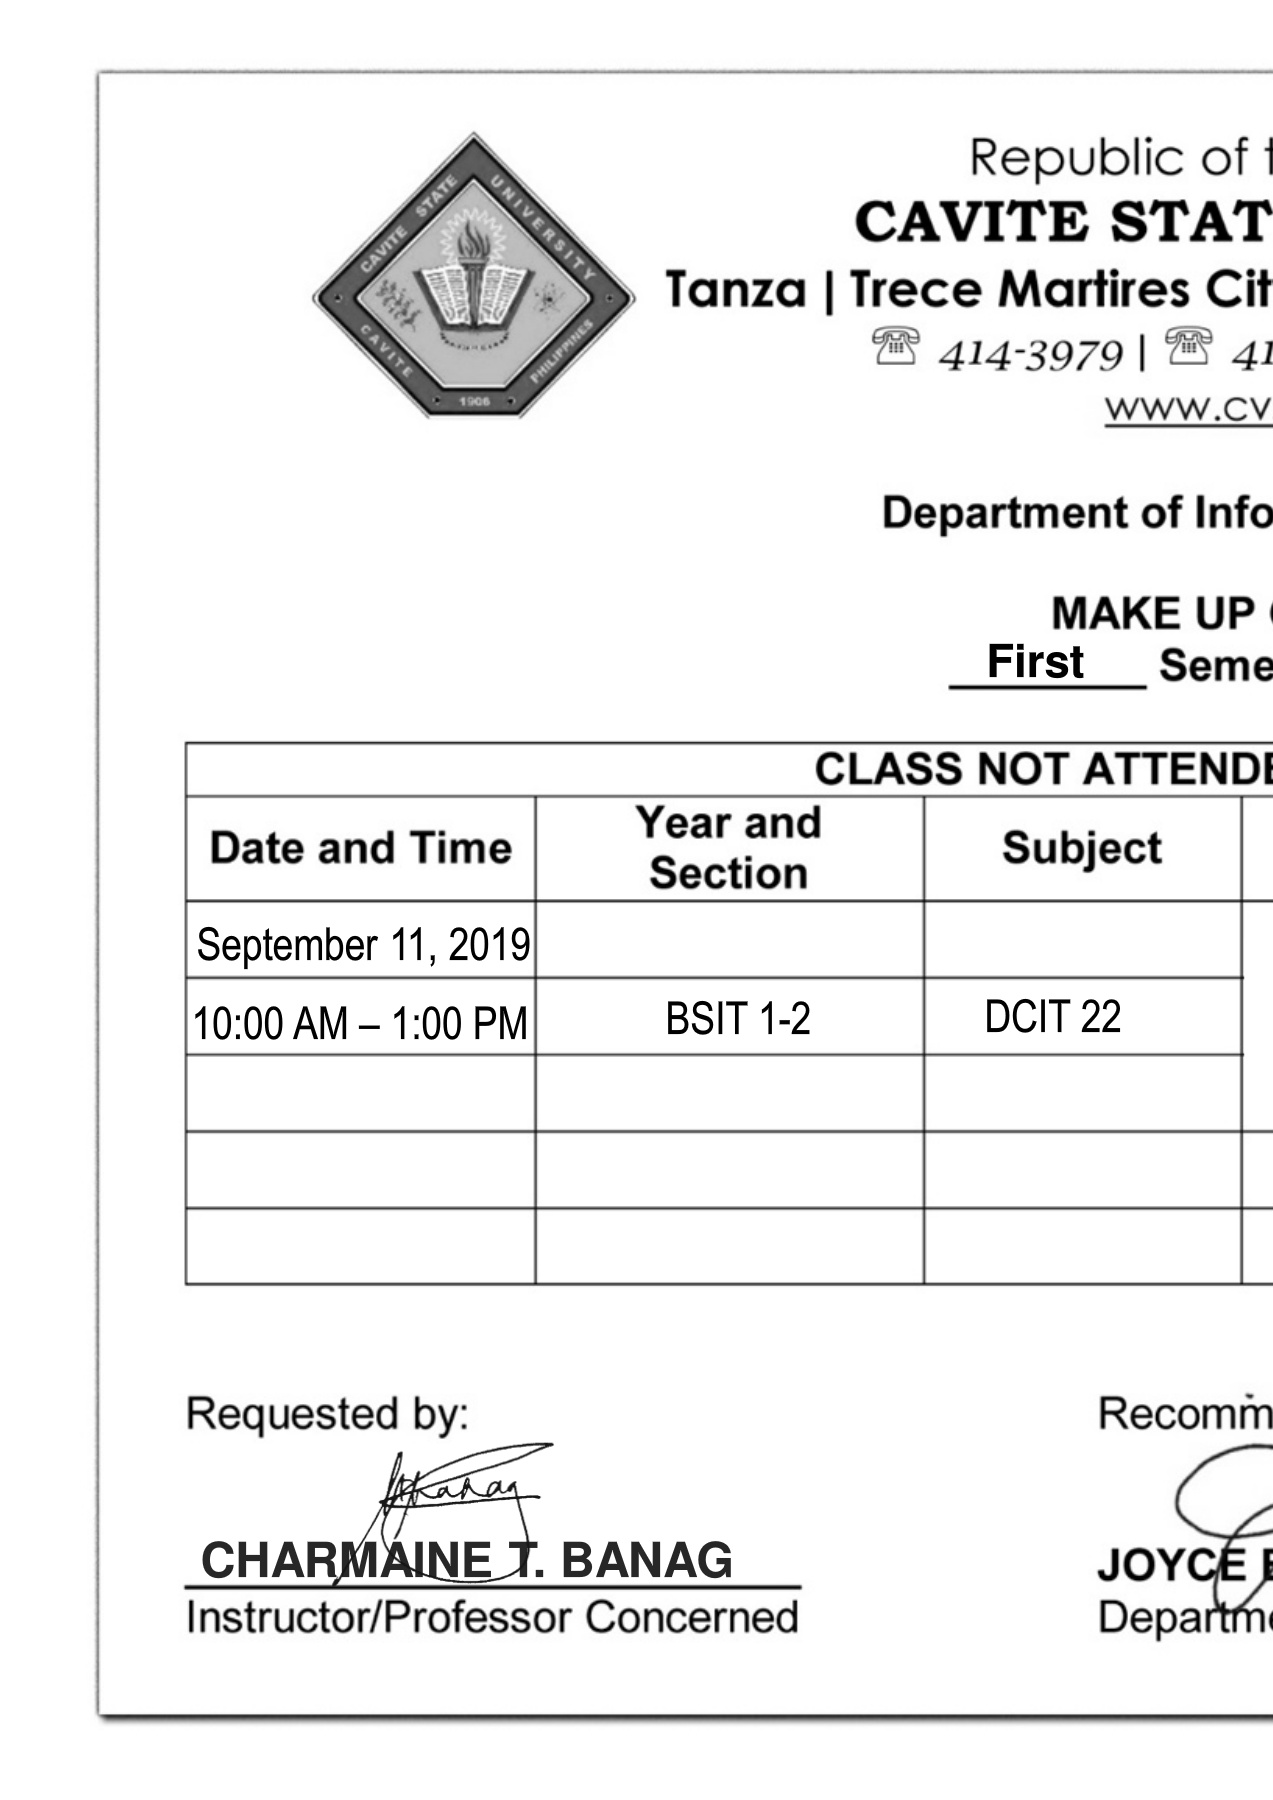 CAVITE STATE UNIVERSITY
CAVITE PHILIPPINES
1906
Republic of t
CAVITE STAT
Tanza | Trece Martires Cit
☏ 414-3979 | ☏ 41
www.cv
Department of Info
MAKE UP
First Seme
CLASS NOT ATTENDE
Date and Time Year and Section Subject
September 11, 2019
10:00 AM – 1:00 PM BSIT 1-2 DCIT 22
Requested by: Recomm
CHARMAINE T. BANAG JOYCE
Instructor/Professor Concerned Departme